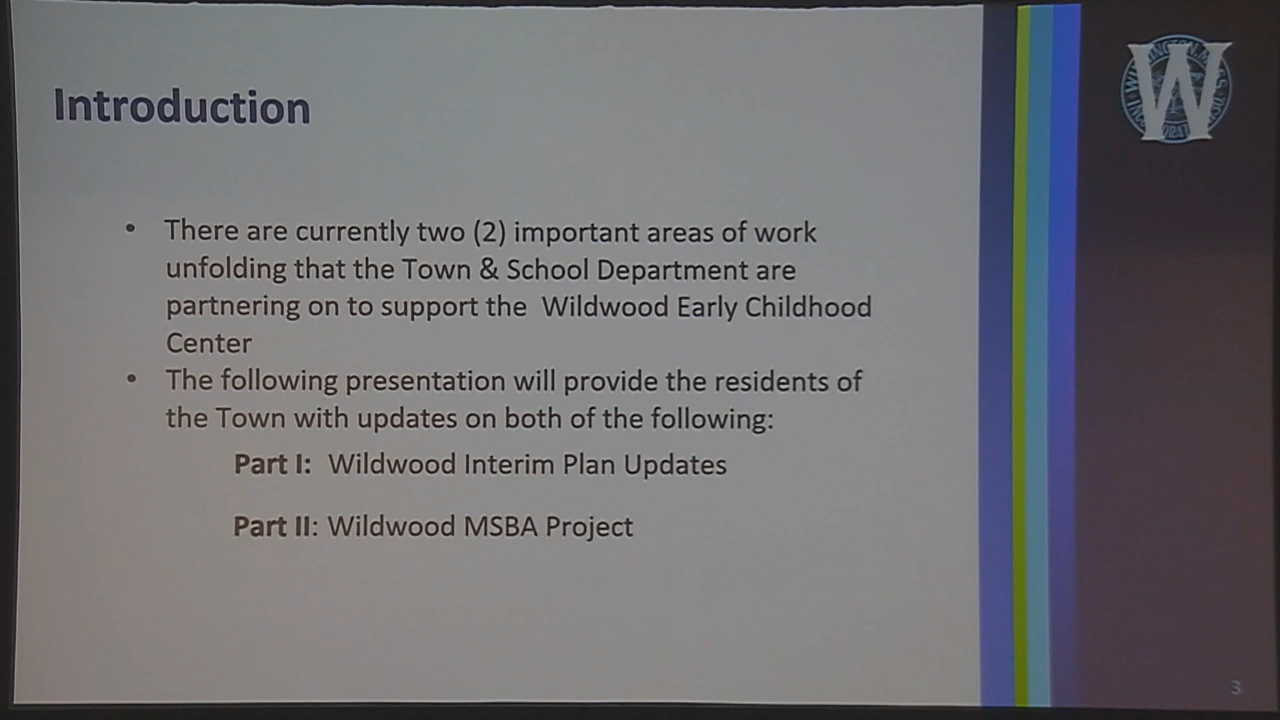 Introduction
W
• There are currently two (2) important areas of work
unfolding that the Town & School Department are
partnering on to support the Wildwood Early Childhood
Center
• The following presentation will provide the residents of
the Town with updates on both of the following:
Part I: Wildwood Interim Plan Updates
Part II: Wildwood MSBA Project
3